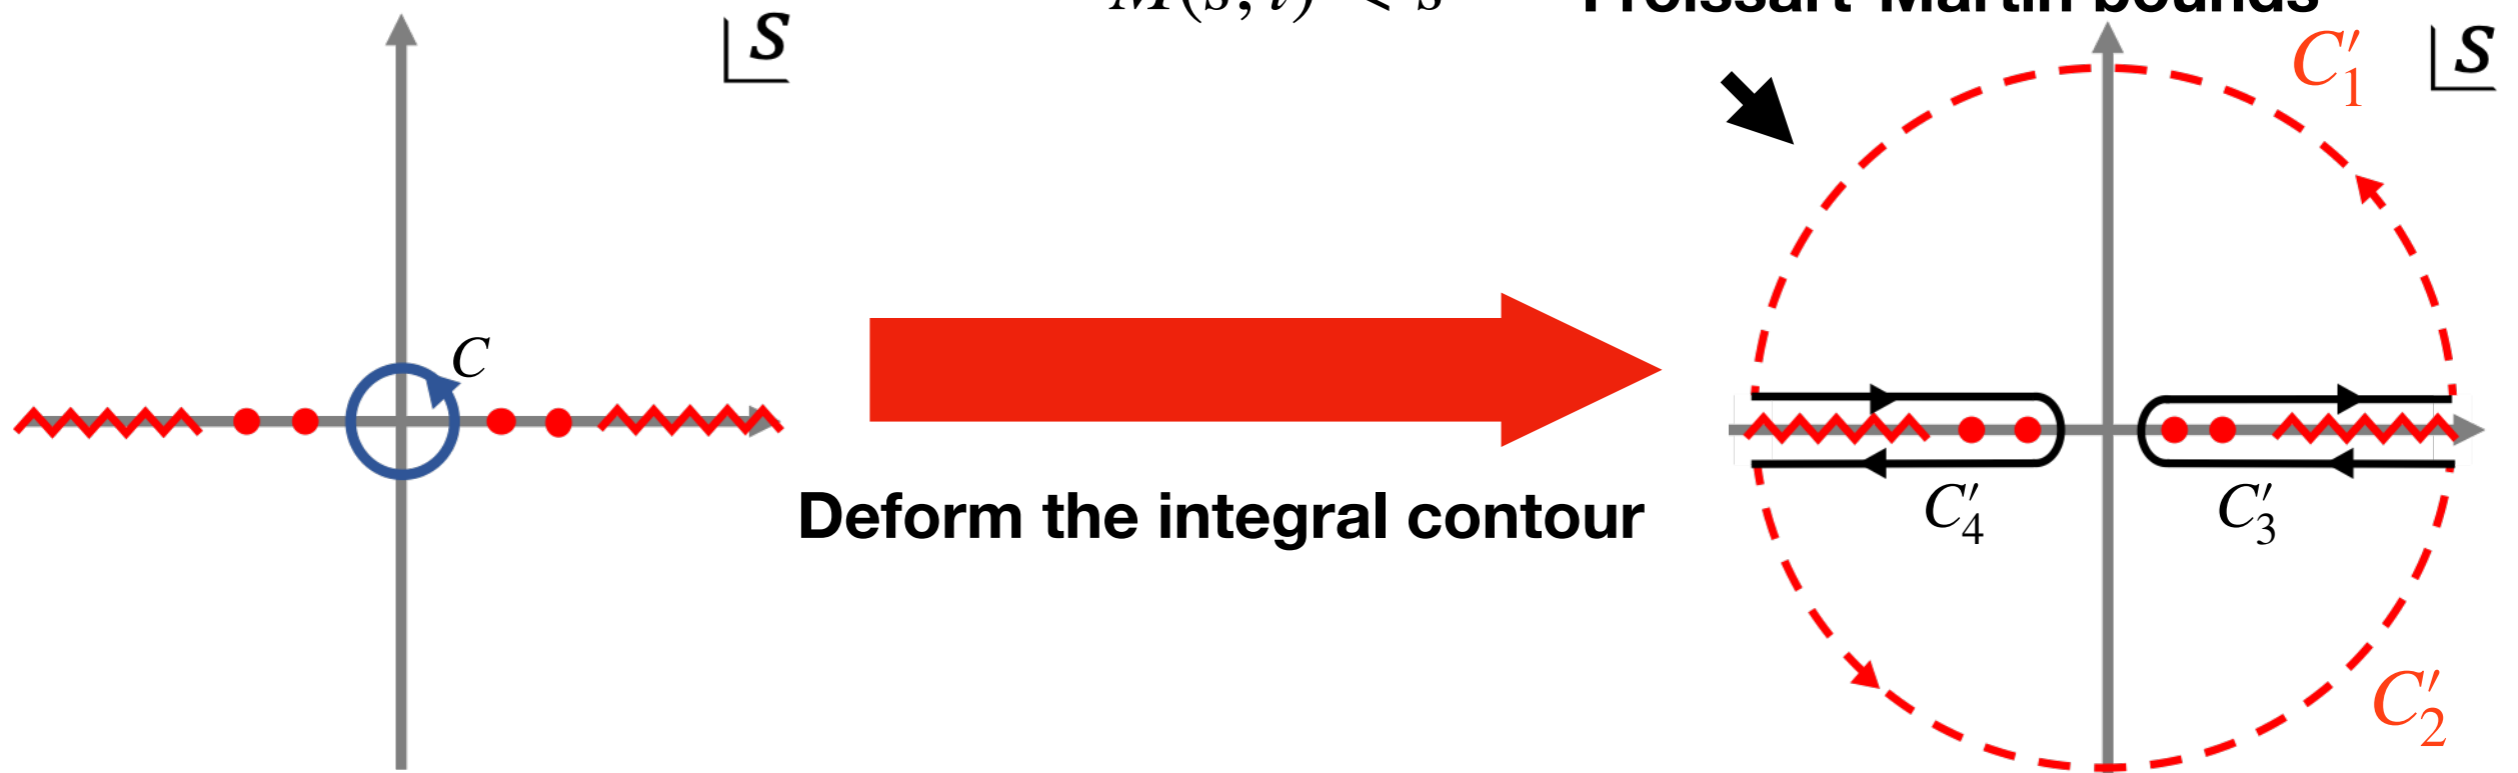 M(s, t) < s
Froissart-Martin bounds
S
S
C′₁
C
Deform the integral contour
C′₄
C′₃
C′₂